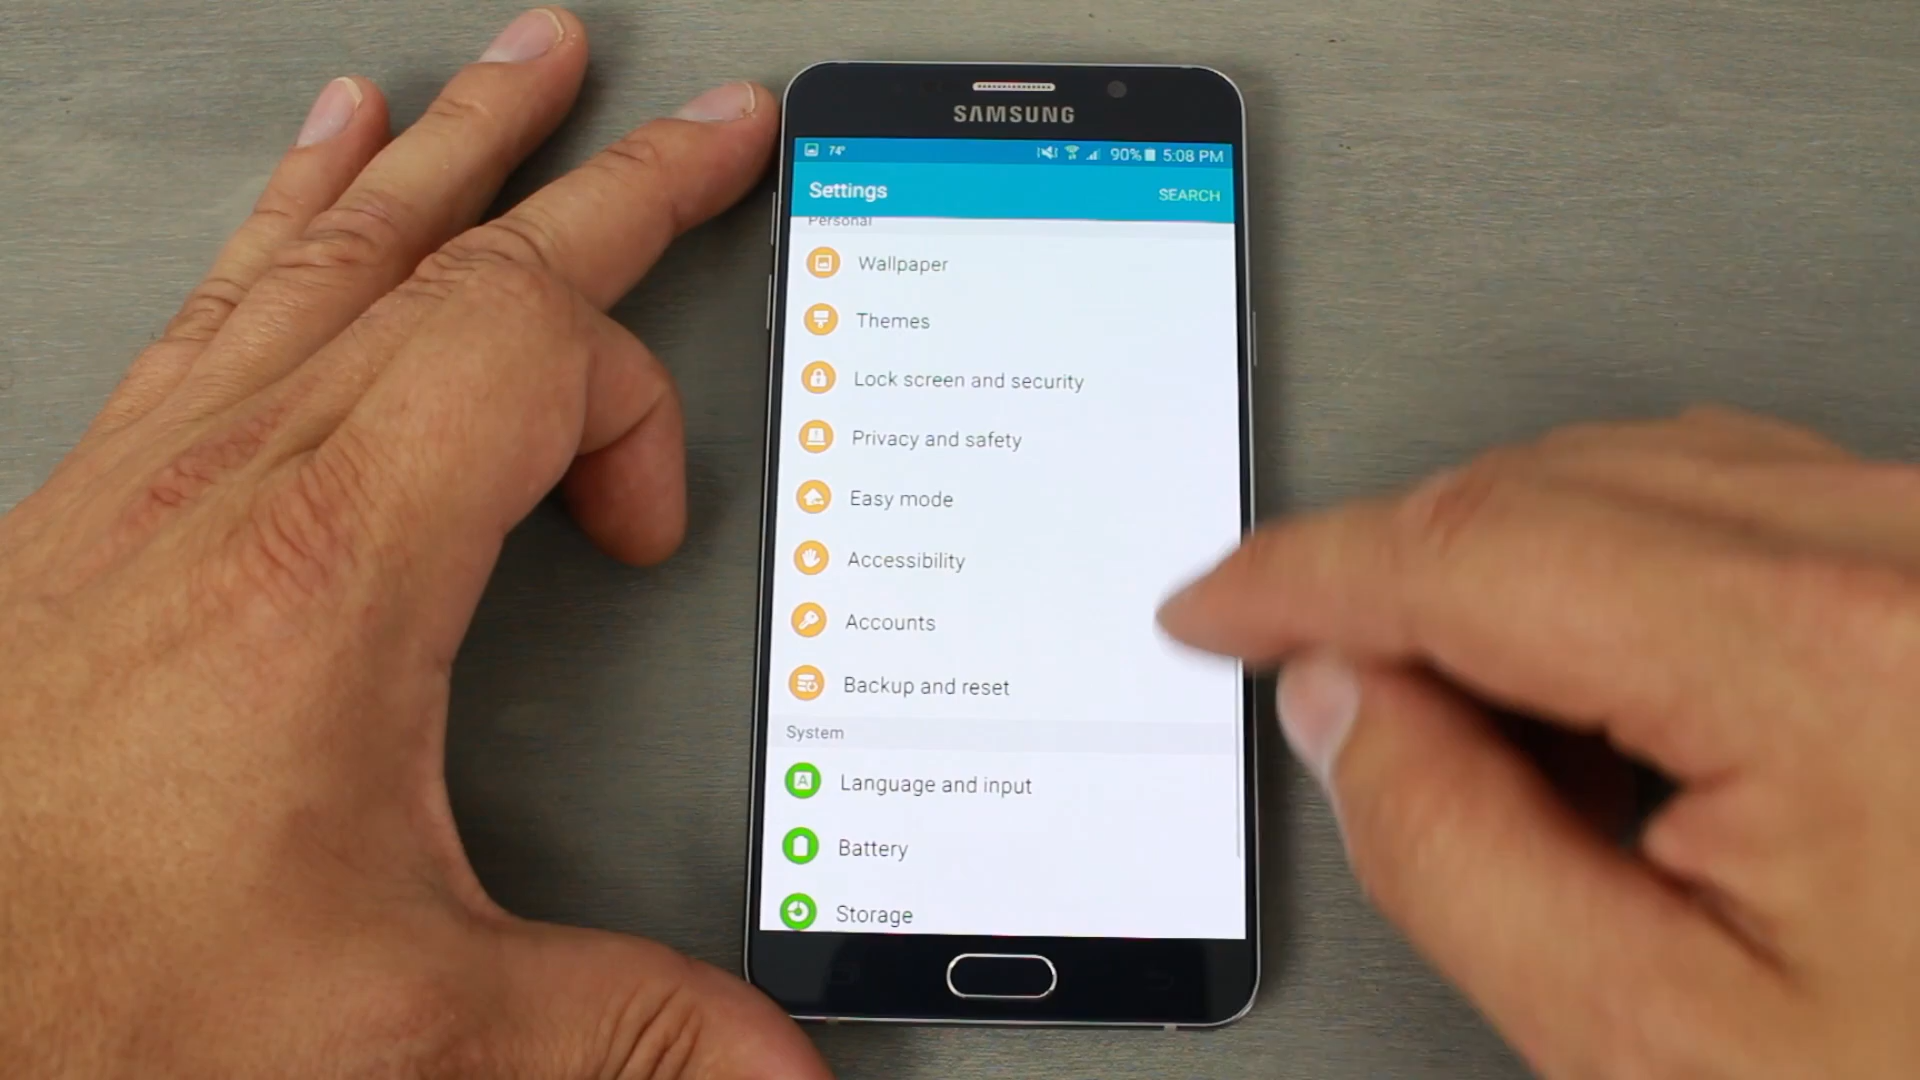 SAMSUNG
74° 90% 5:08 PM
Settings SEARCH
Personal
Wallpaper
Themes
Lock screen and security
Privacy and safety
Easy mode
Accessibility
Accounts
Backup and reset
System
A Language and input
Battery
Storage